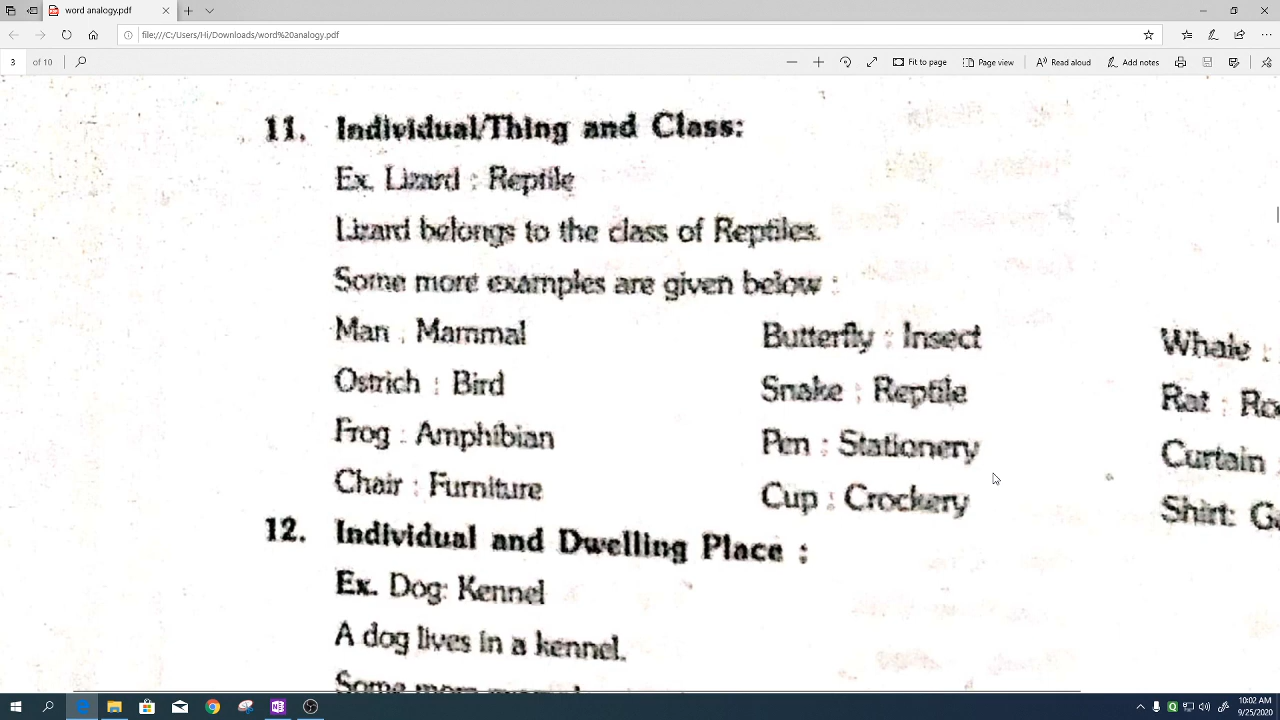 word analogy.pdf
file:///C:/Users/Hi/Downloads/word%20analogy.pdf
3 of 10
Fit to page
Page view
Read aloud
Add notes
11. Individual/Thing and Class:
Ex. Lizard : Reptile
Lizard belongs to the class of Reptiles.
Some more examples are given below :
Man : Mammal Butterfly : Insect Whale :
Ostrich : Bird Snake : Reptile Rat : Ro
Frog : Amphibian Pen : Stationery Curtain
Chair : Furniture Cup : Crockery Shirt: G
12. Individual and Dwelling Place :
Ex. Dog: Kennel
A dog lives in a kennel.
Some more
10:02 AM
9/25/2020